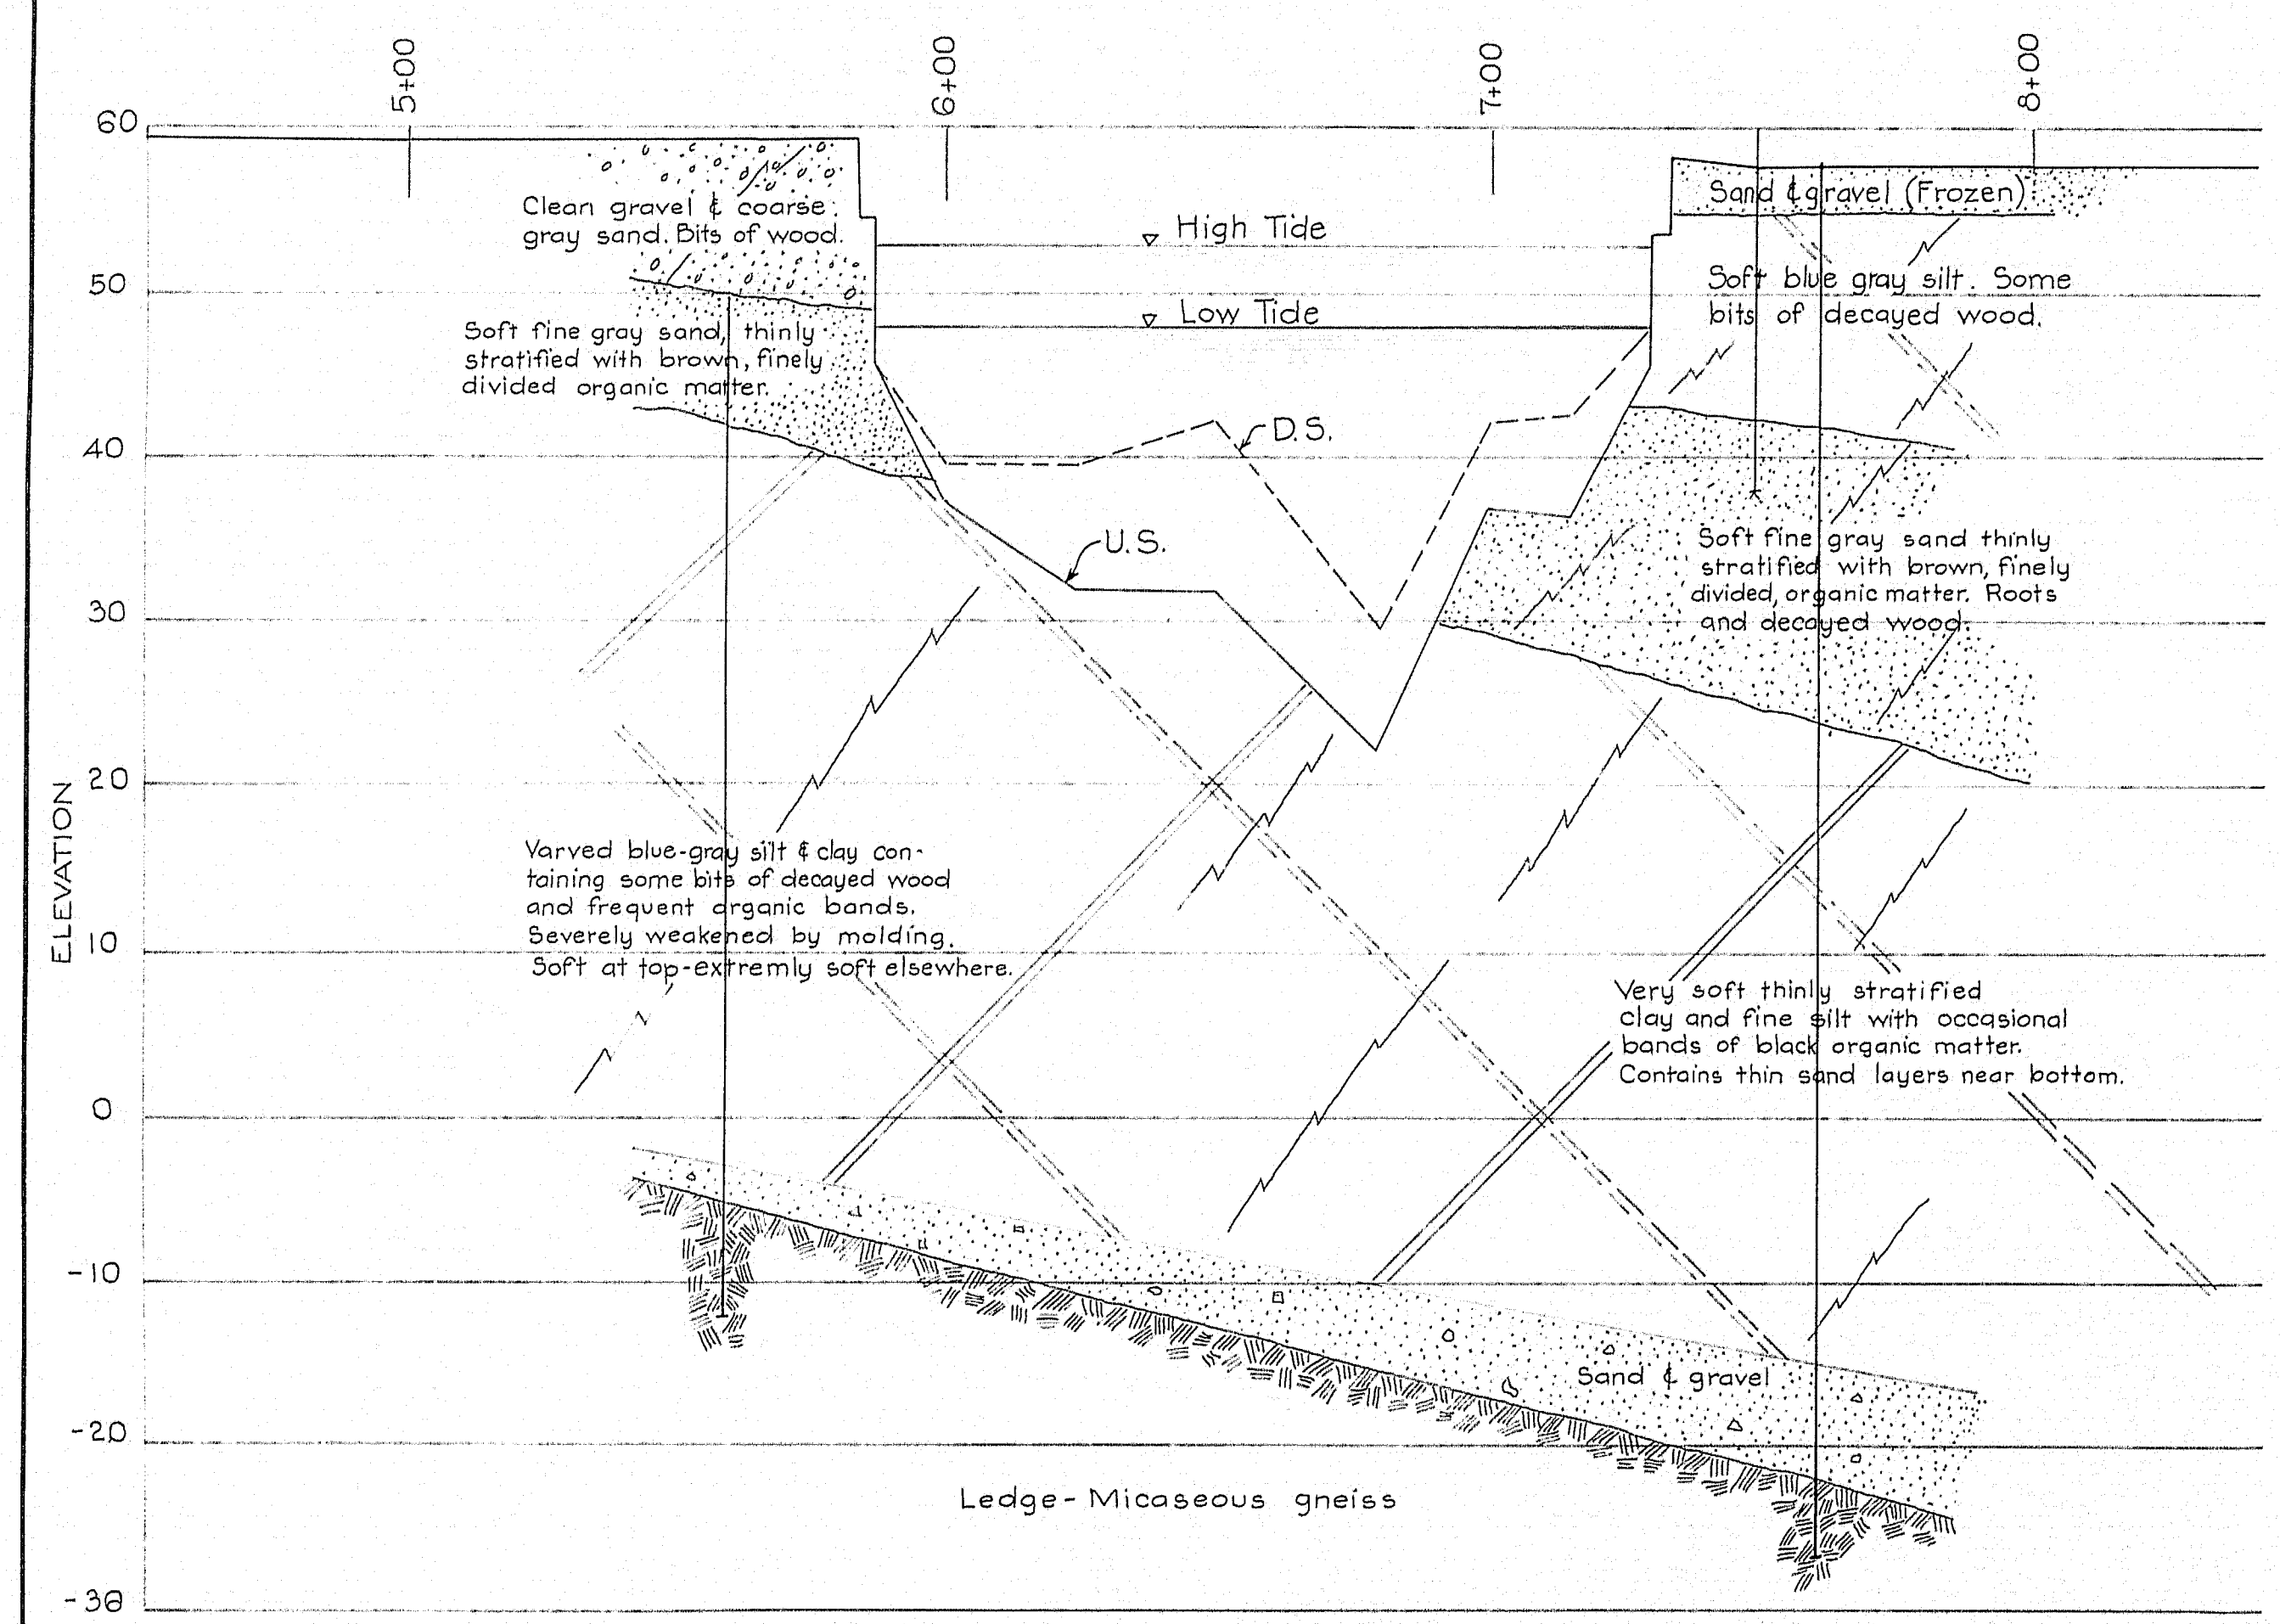 5+00
6+00
7+00
8+00
60
50
40
30
20
10
0
-10
-20
-30
ELEVATION
Clean gravel & coarse
gray sand. Bits of wood.
Soft fine gray sand, thinly
stratified with brown, finely
divided organic matter.
High Tide
Low Tide
D.S.
U.S.
Sand & gravel (Frozen)
Soft blue gray silt. Some
bits of decayed wood.
Soft fine gray sand thinly
stratified with brown, finely
divided, organic matter. Roots
and decayed wood.
Varved blue-gray silt & clay con-
taining some bits of decayed wood
and frequent organic bands.
Severely weakened by molding.
Soft at top-extremly soft elsewhere.
Very soft thinly stratified
clay and fine silt with occasional
bands of black organic matter.
Contains thin sand layers near bottom.
Sand & gravel
Ledge - Micaseous gneiss